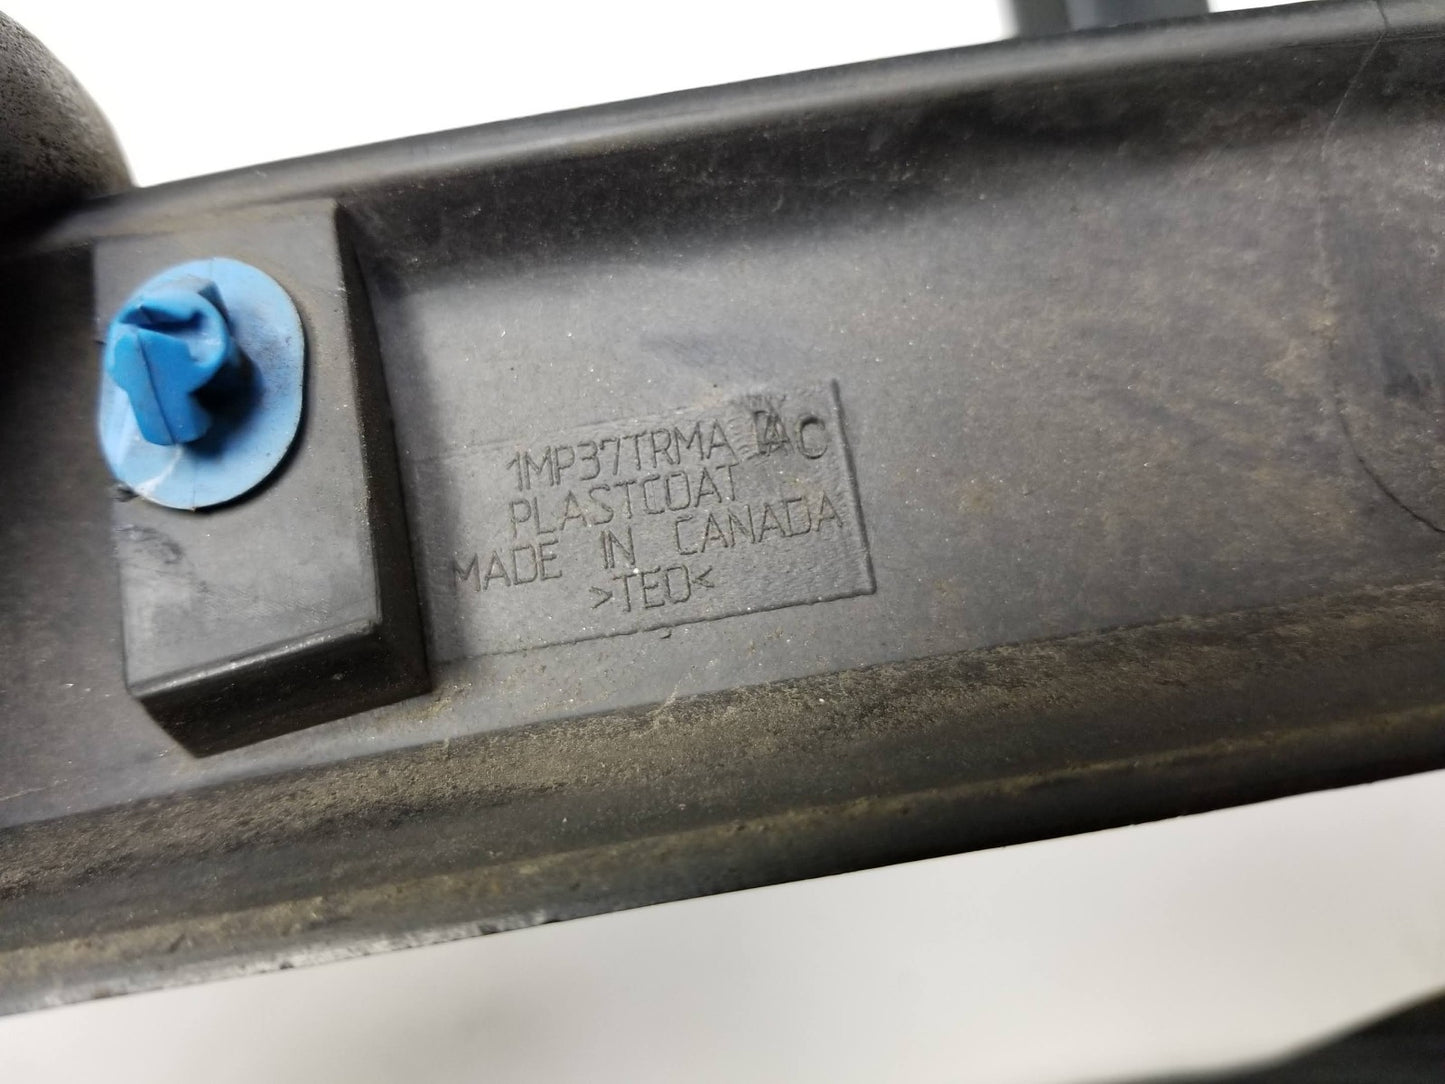 1MP37TRMA AC
PLASTCOAT
MADE IN CANADA
>TEO<